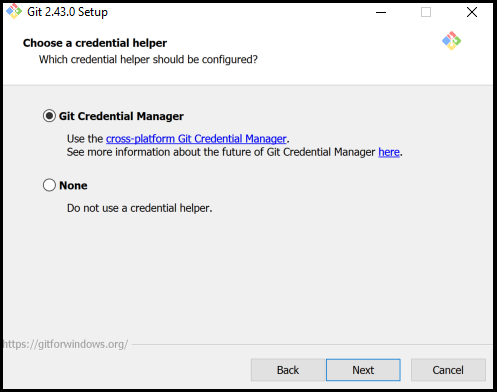 Git 2.43.0 Setup
Choose a credential helper
Which credential helper should be configured?
Git Credential Manager
Use the cross-platform Git Credential Manager.
See more information about the future of Git Credential Manager here.
None
Do not use a credential helper.
https://gitforwindows.org/
Back Next Cancel